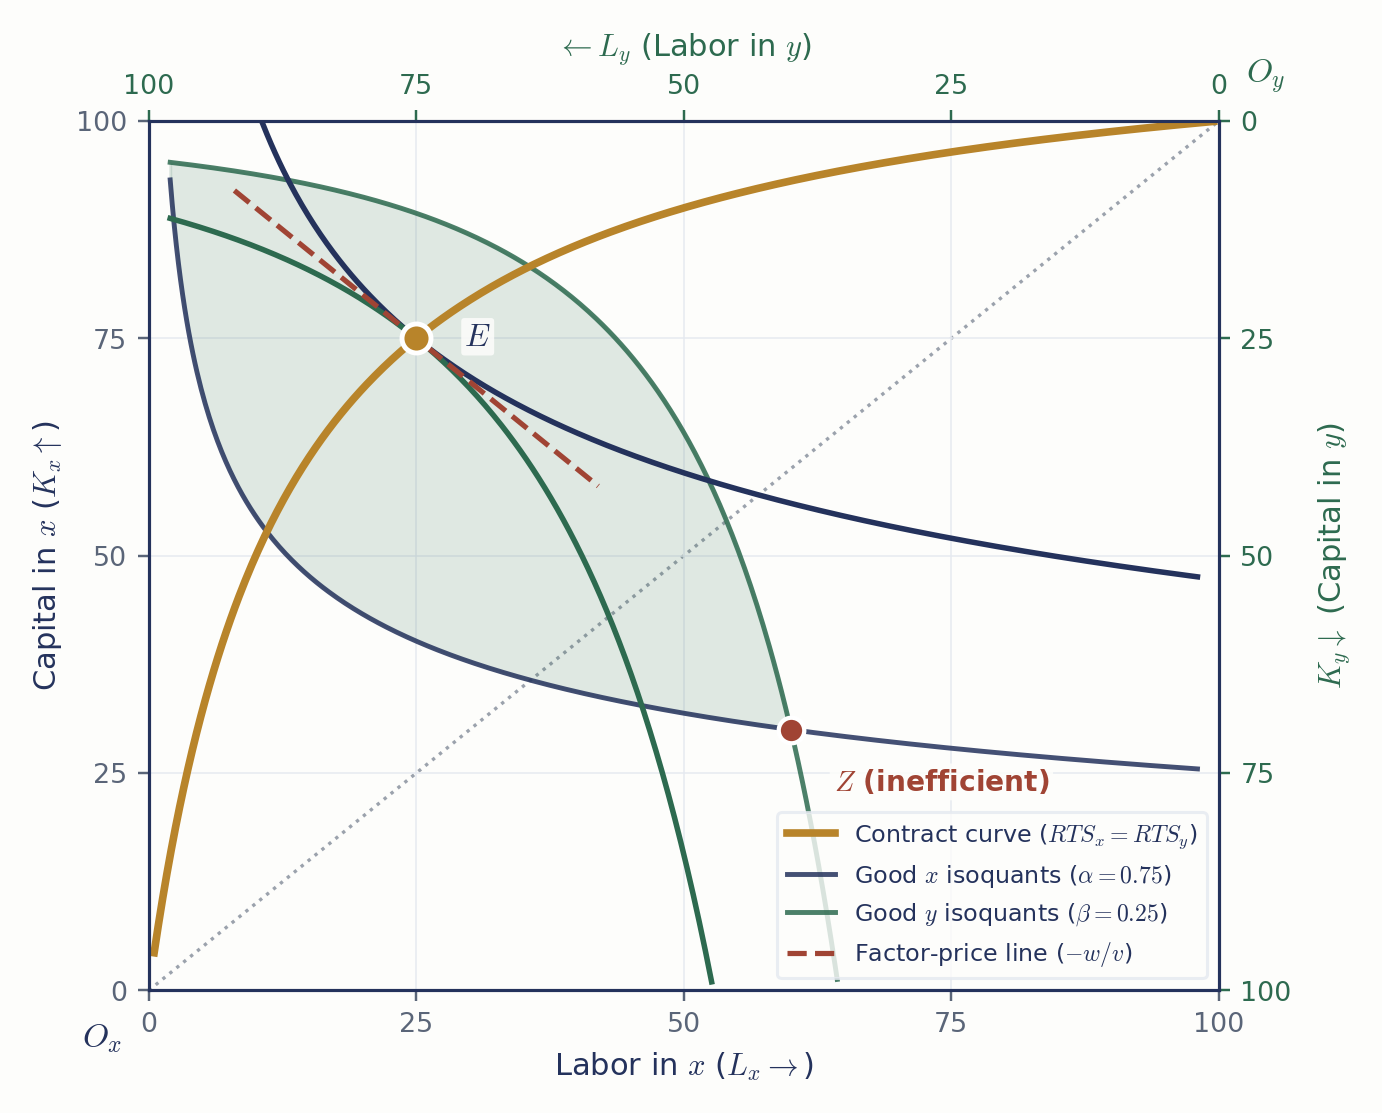 ← L_y (Labor in y)
100 75 50 25 0 O_y
100 0
75 25
50 50
25 75
0 100
Capital in x (K_x ↑)
K_y ↓ (Capital in y)
E
Z (inefficient)
Contract curve (RTS_x = RTS_y)
Good x isoquants (α = 0.75)
Good y isoquants (β = 0.25)
Factor-price line (−w/v)
O_x 0 25 50 75 100
Labor in x (L_x →)